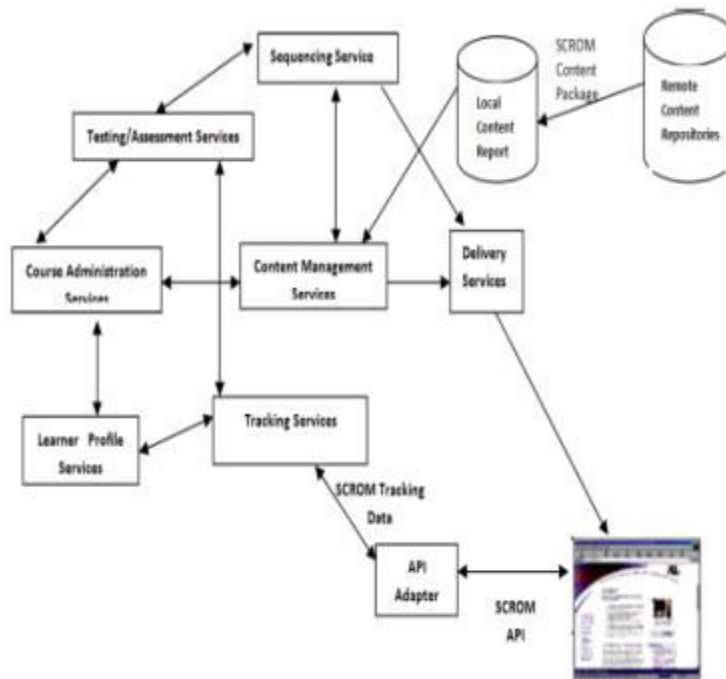 Sequencing Service
SCROM
Content
Package
Local
Content
Report
Remote
Content
Repositories
Testing/Assessment Services
Course Administration
Services
Content Management
Services
Delivery
Services
Learner Profile
Services
Tracking Services
SCROM Tracking
Data
API
Adapter
SCROM
API